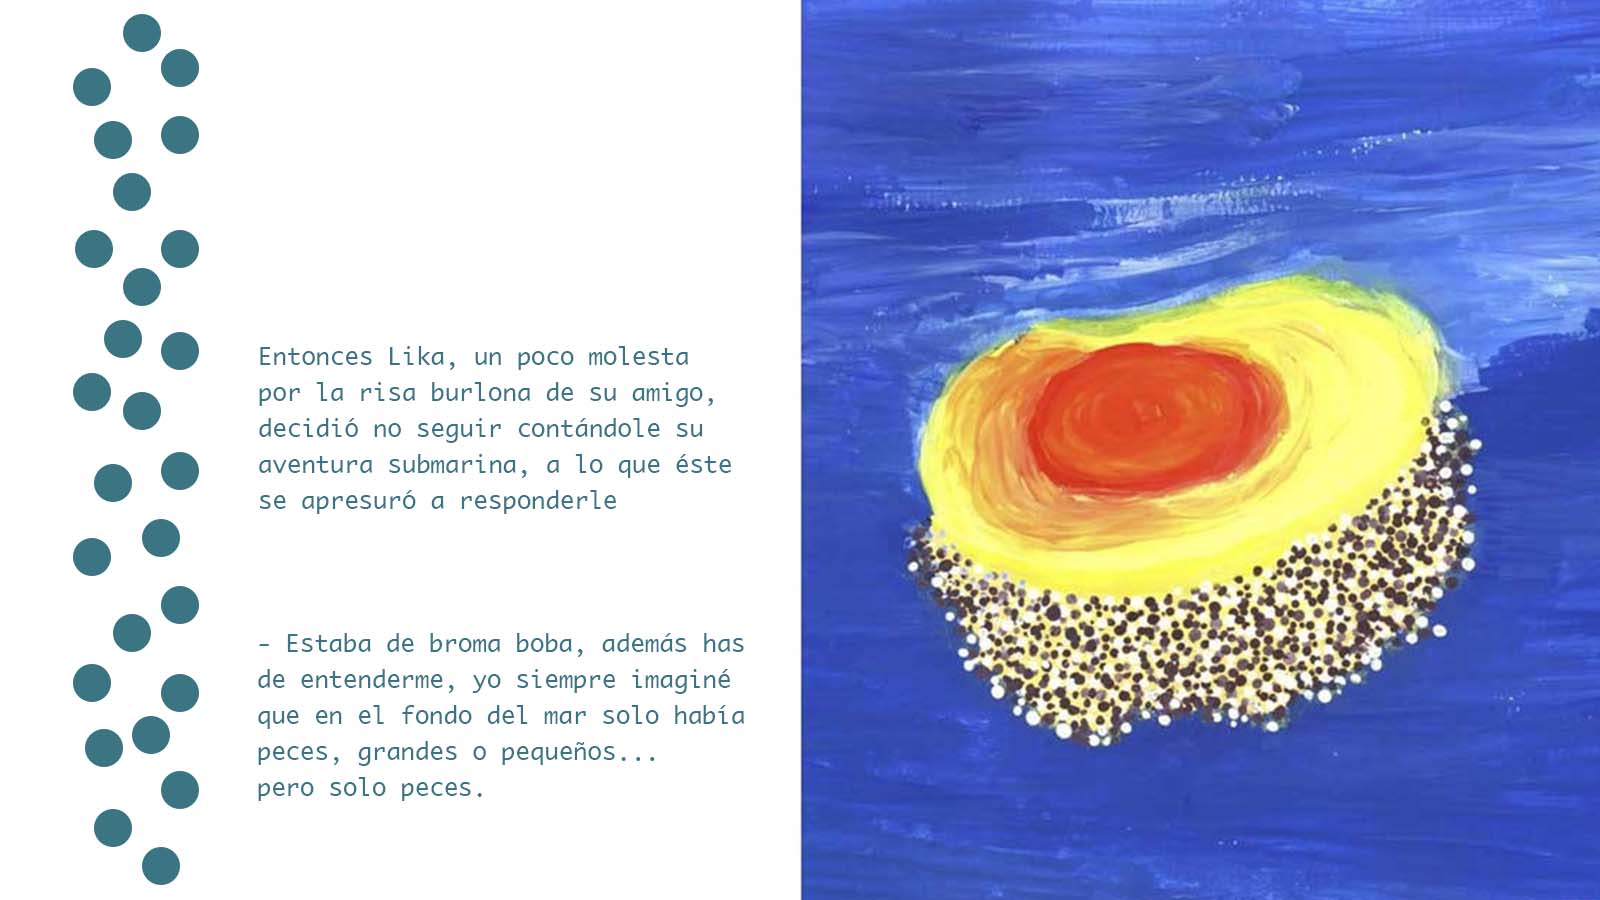 Entonces Lika, un poco molesta
por la risa burlona de su amigo,
decidió no seguir contándole su
aventura submarina, a lo que éste
se apresuró a responderle
- Estaba de broma boba, además has
de entenderme, yo siempre imaginé
que en el fondo del mar solo había
peces, grandes o pequeños...
pero solo peces.